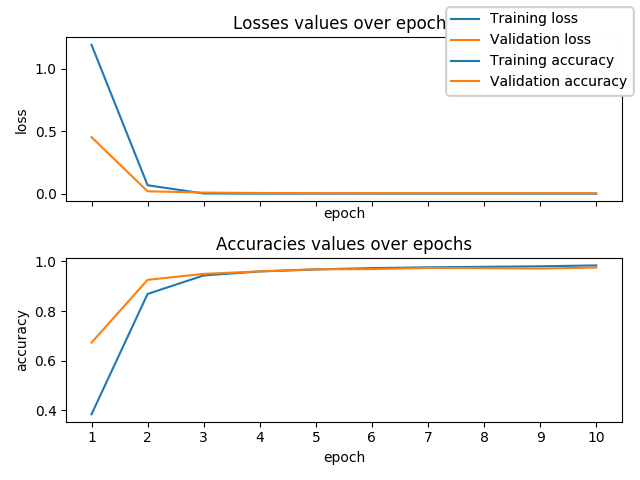 Losses values over epoch
Training loss
Validation loss
Training accuracy
Validation accuracy
1.0
0.5
0.0
loss
epoch
Accuracies values over epochs
1.0
0.8
0.6
0.4
accuracy
1 2 3 4 5 6 7 8 9 10
epoch